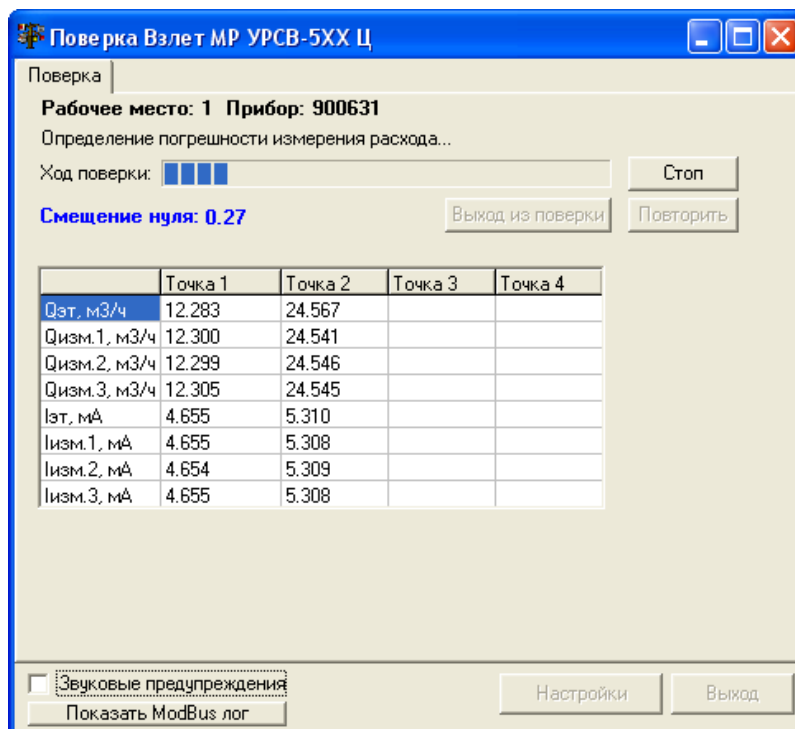 Поверка Взлет МР УРСВ-5ХХ Ц
Поверка
Рабочее место: 1 Прибор: 900631
Определение погрешности измерения расхода...
Ход поверки: Стоп
Смещение нуля: 0.27 Выход из поверки Повторить
Точка 1 Точка 2 Точка 3 Точка 4
Qэт, м3/ч 12.283 24.567
Qизм.1, м3/ч 12.300 24.541
Qизм.2, м3/ч 12.299 24.546
Qизм.3, м3/ч 12.305 24.545
Iэт, мА 4.655 5.310
Iизм.1, мА 4.655 5.308
Iизм.2, мА 4.654 5.309
Iизм.3, мА 4.655 5.308
Звуковые предупреждения
Настройки Выход
Показать ModBus лог